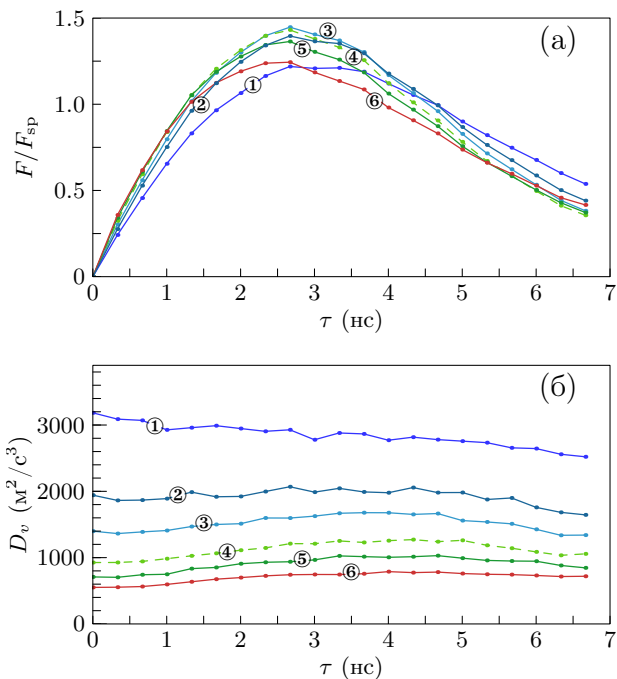 1.5
1.0
0.5
0
F/F_sp
(а)
① ② ③ ④ ⑤ ⑥
0 1 2 3 4 5 6 7
τ (нс)
3000
2000
1000
0
D_v (м²/с³)
(б)
① ② ③ ④ ⑤ ⑥
0 1 2 3 4 5 6 7
τ (нс)